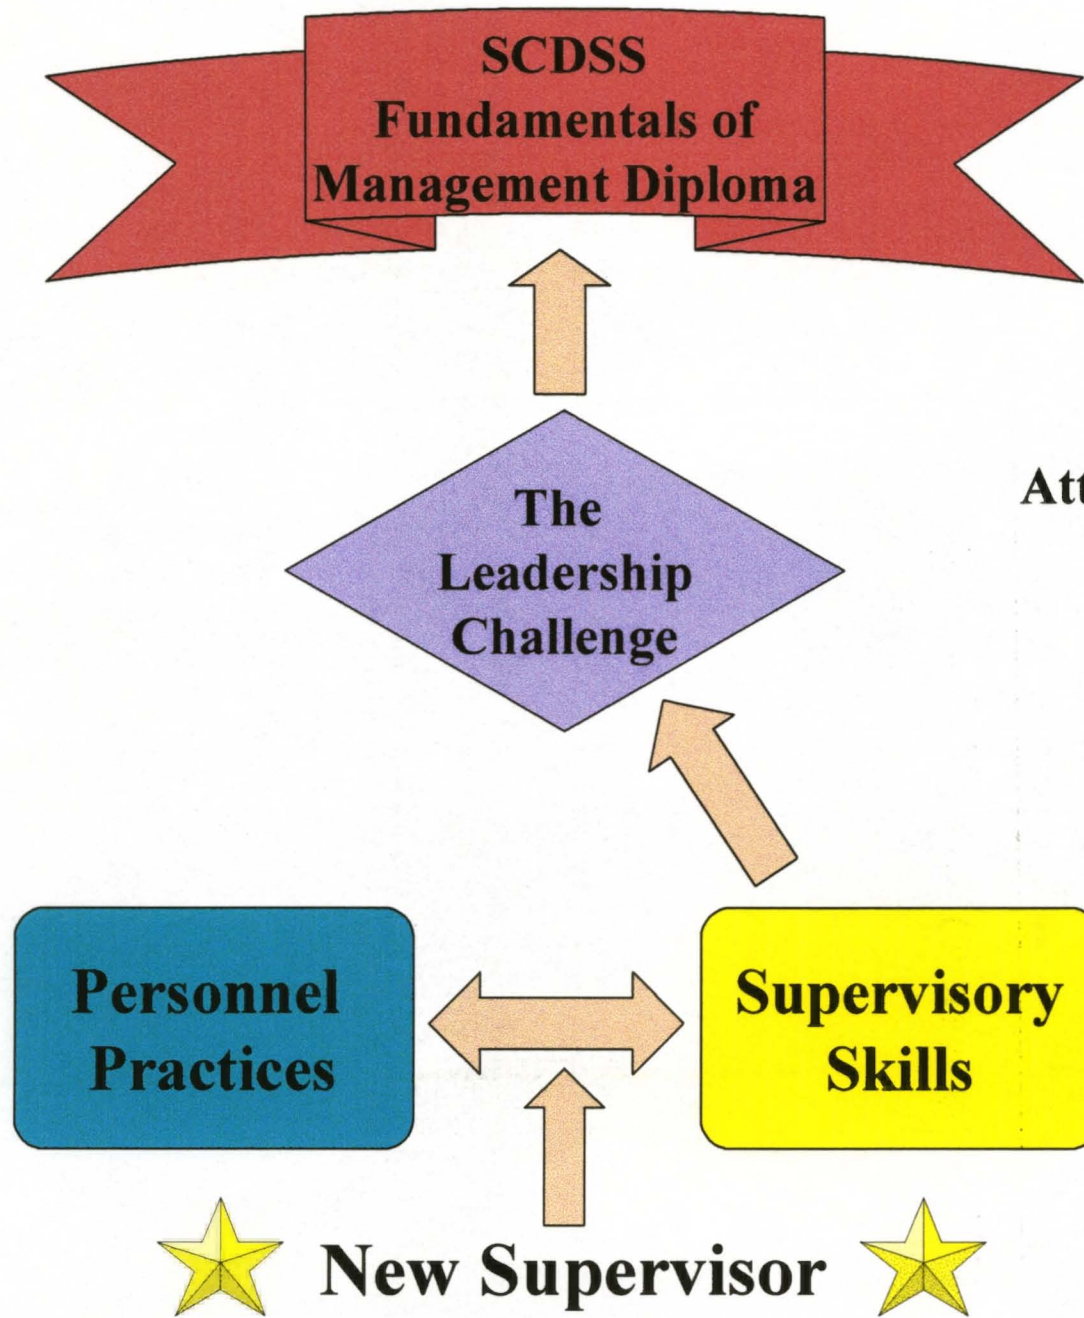 SCDSS
Fundamentals of
Management Diploma
The
Leadership
Challenge
Personnel
Practices
Supervisory
Skills
New Supervisor